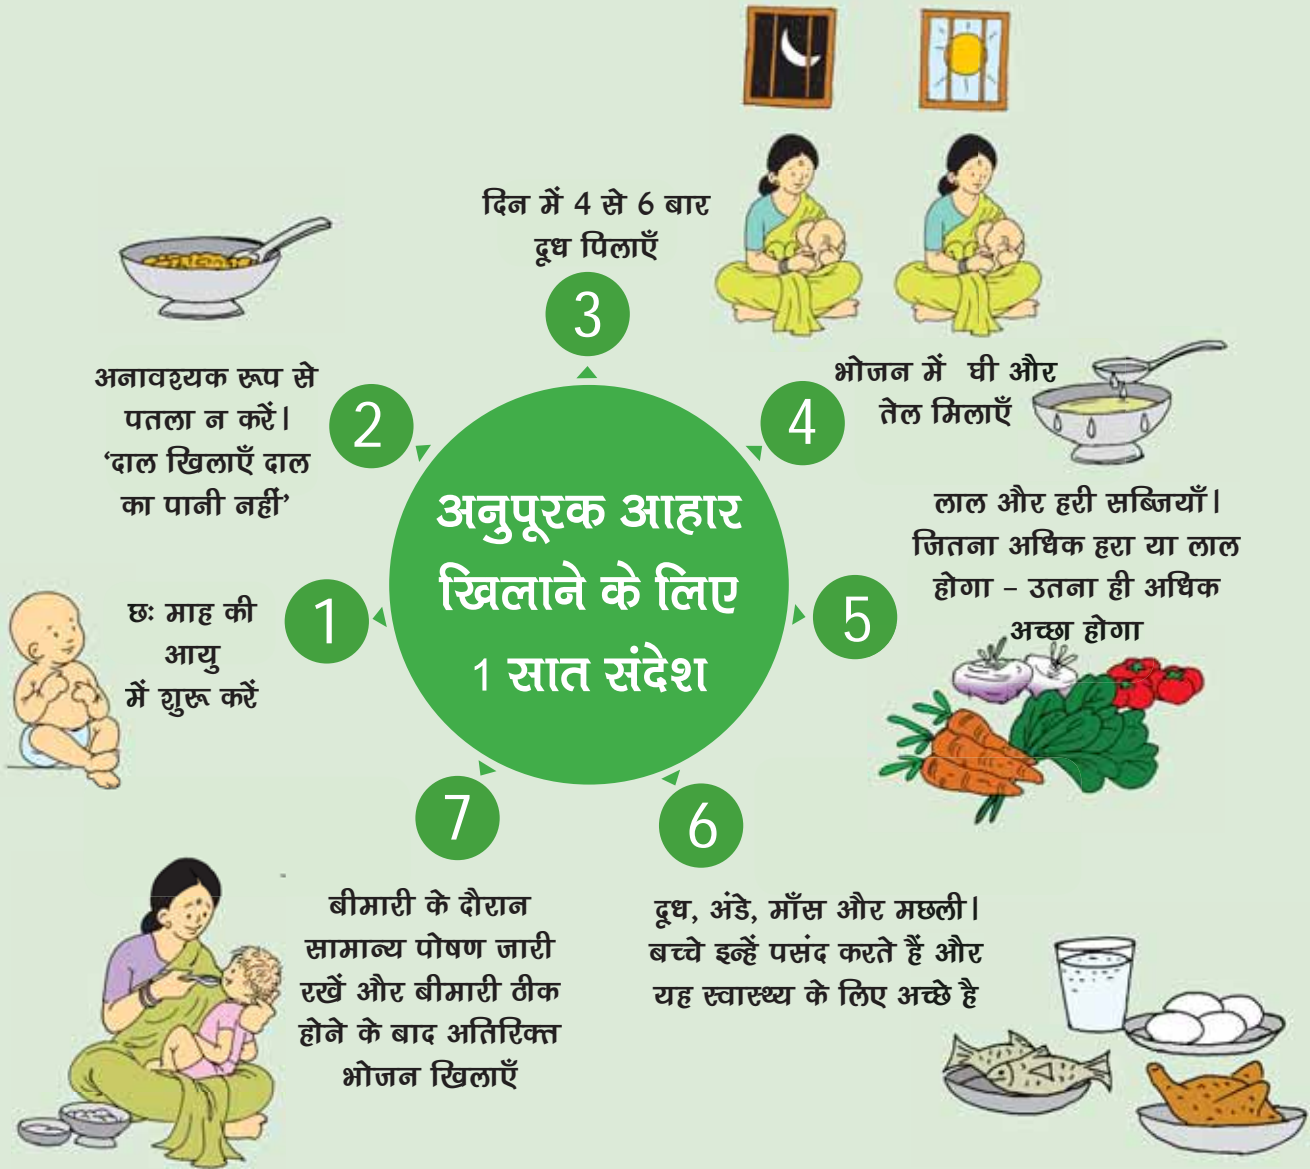 अनुपूरक आहार
खिलाने के लिए
1 सात संदेश
1
छः माह की
आयु
में शुरू करें
2
अनावश्यक रूप से
पतला न करें।
‘दाल खिलाएँ दाल
का पानी नहीं’
3
दिन में 4 से 6 बार
दूध पिलाएँ
4
भोजन में घी और
तेल मिलाएँ
5
लाल और हरी सब्जियाँ।
जितना अधिक हरा या लाल
होगा – उतना ही अधिक
अच्छा होगा
6
दूध, अंडे, माँस और मछली।
बच्चे इन्हें पसंद करते हैं और
यह स्वास्थ्य के लिए अच्छे है
7
बीमारी के दौरान
सामान्य पोषण जारी
रखें और बीमारी ठीक
होने के बाद अतिरिक्त
भोजन खिलाएँ